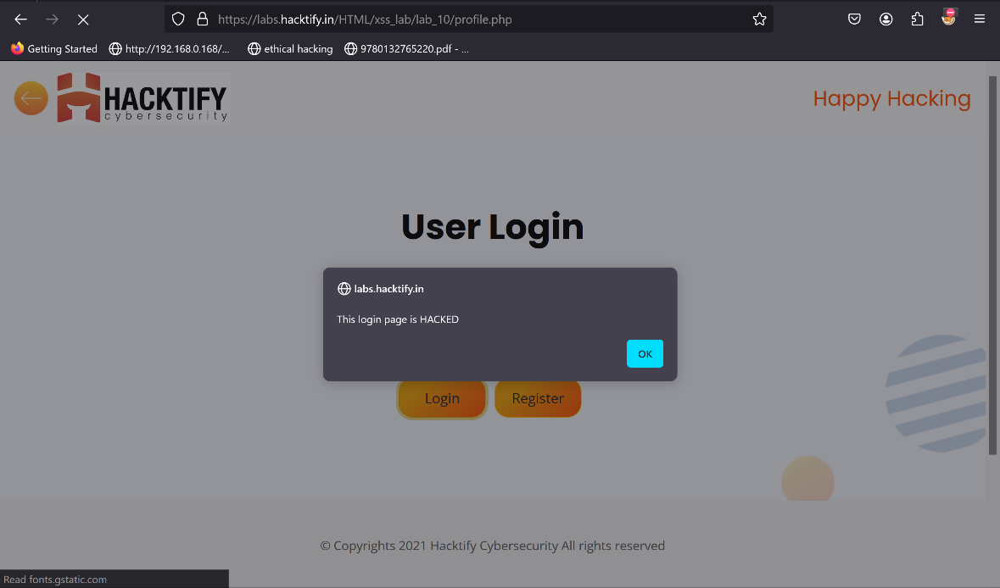 https://labs.hacktify.in/HTML/xss_lab/lab_10/profile.php
Getting Started http://192.168.0.168/... ethical hacking 9780132765220.pdf - ...
HACKTIFY
cybersecurity
Happy Hacking
User Login
labs.hacktify.in
This login page is HACKED
OK
Login Register
© Copyrights 2021 Hacktify Cybersecurity All rights reserved
Read fonts.gstatic.com